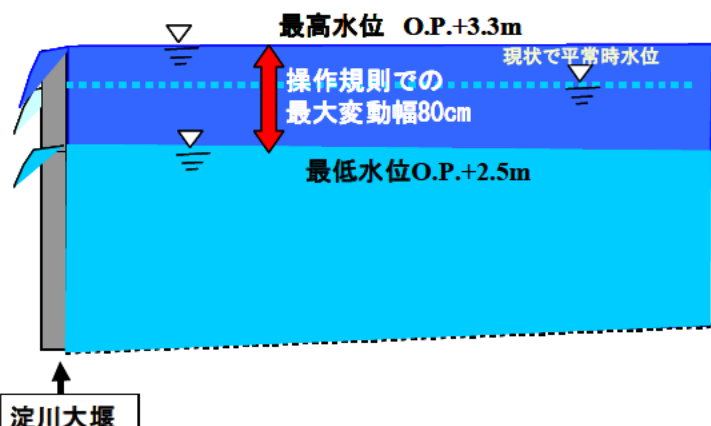 最高水位 O.P.+3.3m
現状で平常時水位
操作規則での
最大変動幅80cm
最低水位O.P.+2.5m
淀川大堰